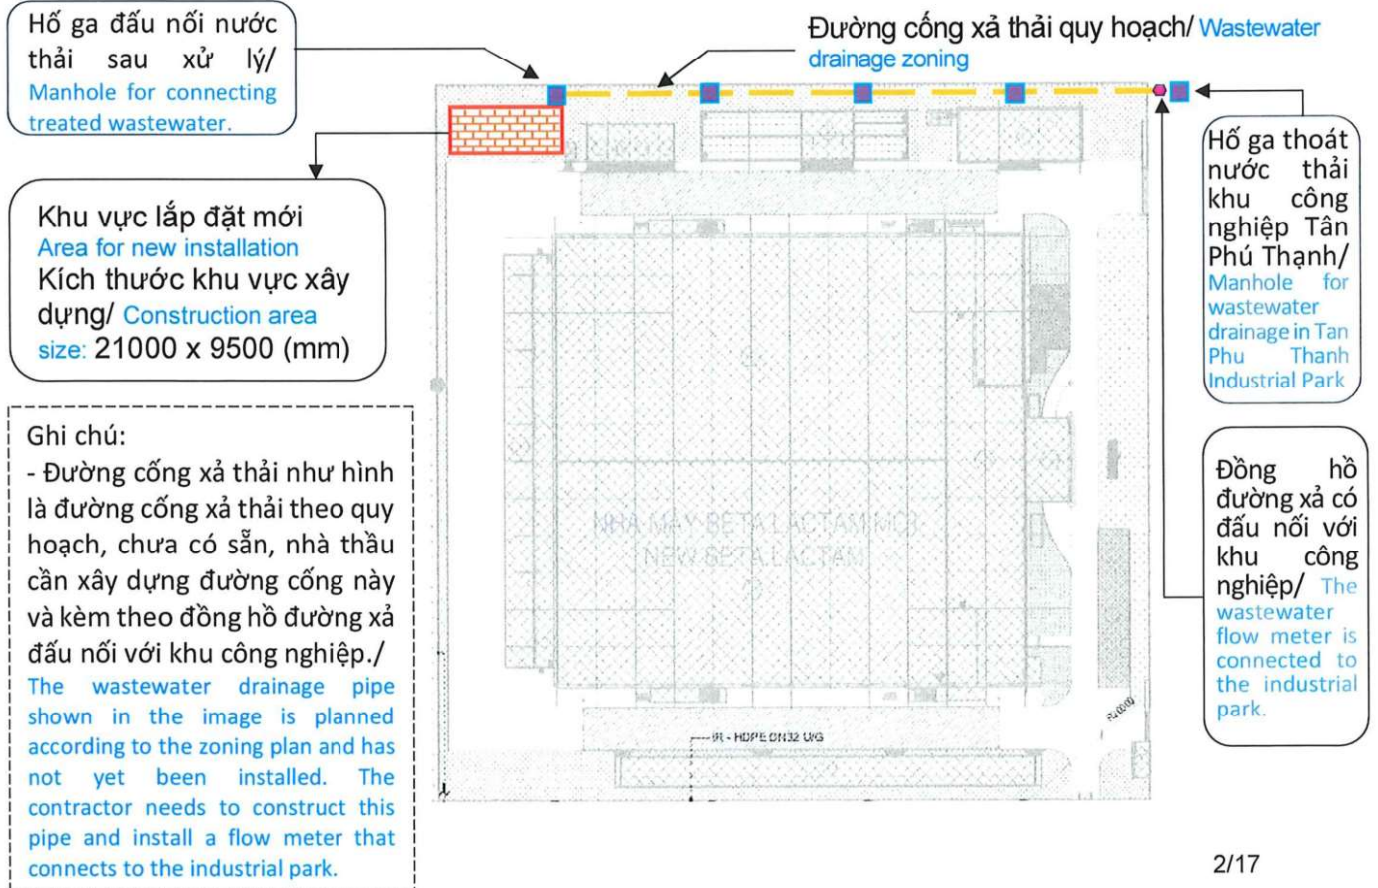 Hố ga đấu nối nước
thải sau xử lý/
Manhole for connecting
treated wastewater.
Đường cống xả thải quy hoạch/ Wastewater
drainage zoning
Khu vực lắp đặt mới
Area for new installation
Kích thước khu vực xây
dựng/ Construction area
size: 21000 x 9500 (mm)
Hố ga thoát
nước thải
khu công
nghiệp Tân
Phú Thạnh/
Manhole for
wastewater
drainage in Tan
Phu Thanh
Industrial Park
Ghi chú:
- Đường cống xả thải như hình
là đường cống xả thải theo quy
hoạch, chưa có sẵn, nhà thầu
cần xây dựng đường cống này
và kèm theo đồng hồ đường xả
đấu nối với khu công nghiệp./
The wastewater drainage pipe
shown in the image is planned
according to the zoning plan and has
not yet been installed. The
contractor needs to construct this
pipe and install a flow meter that
connects to the industrial park.
Đồng hồ
đường xả có
đấu nối với
khu công
nghiệp/ The
wastewater
flow meter is
connected to
the industrial
park.
NHÀ MÁY BETA LACTAM MỚI
NEW BETA LACTAM
- HDPE DN32 U/G
2/17